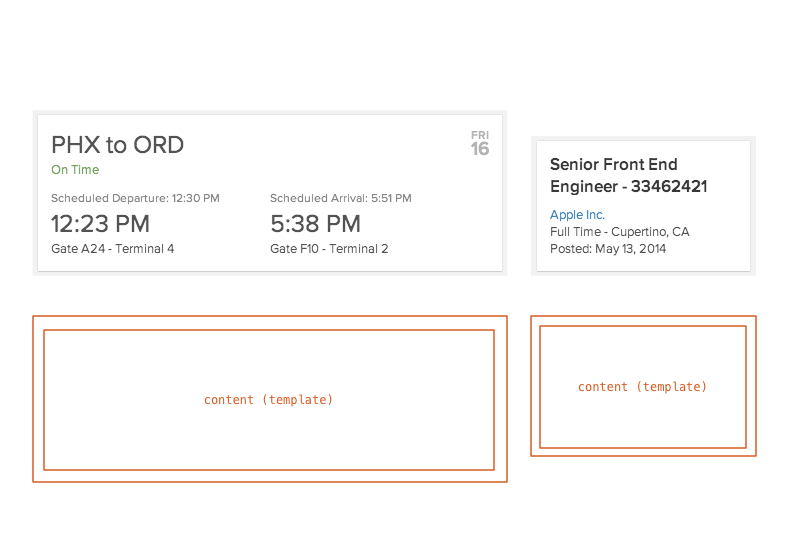 PHX to ORD
FRI
16
On Time
Scheduled Departure: 12:30 PM
Scheduled Arrival: 5:51 PM
12:23 PM
5:38 PM
Gate A24 - Terminal 4
Gate F10 - Terminal 2
Senior Front End
Engineer - 33462421
Apple Inc.
Full Time - Cupertino, CA
Posted: May 13, 2014
content (template)
content (template)